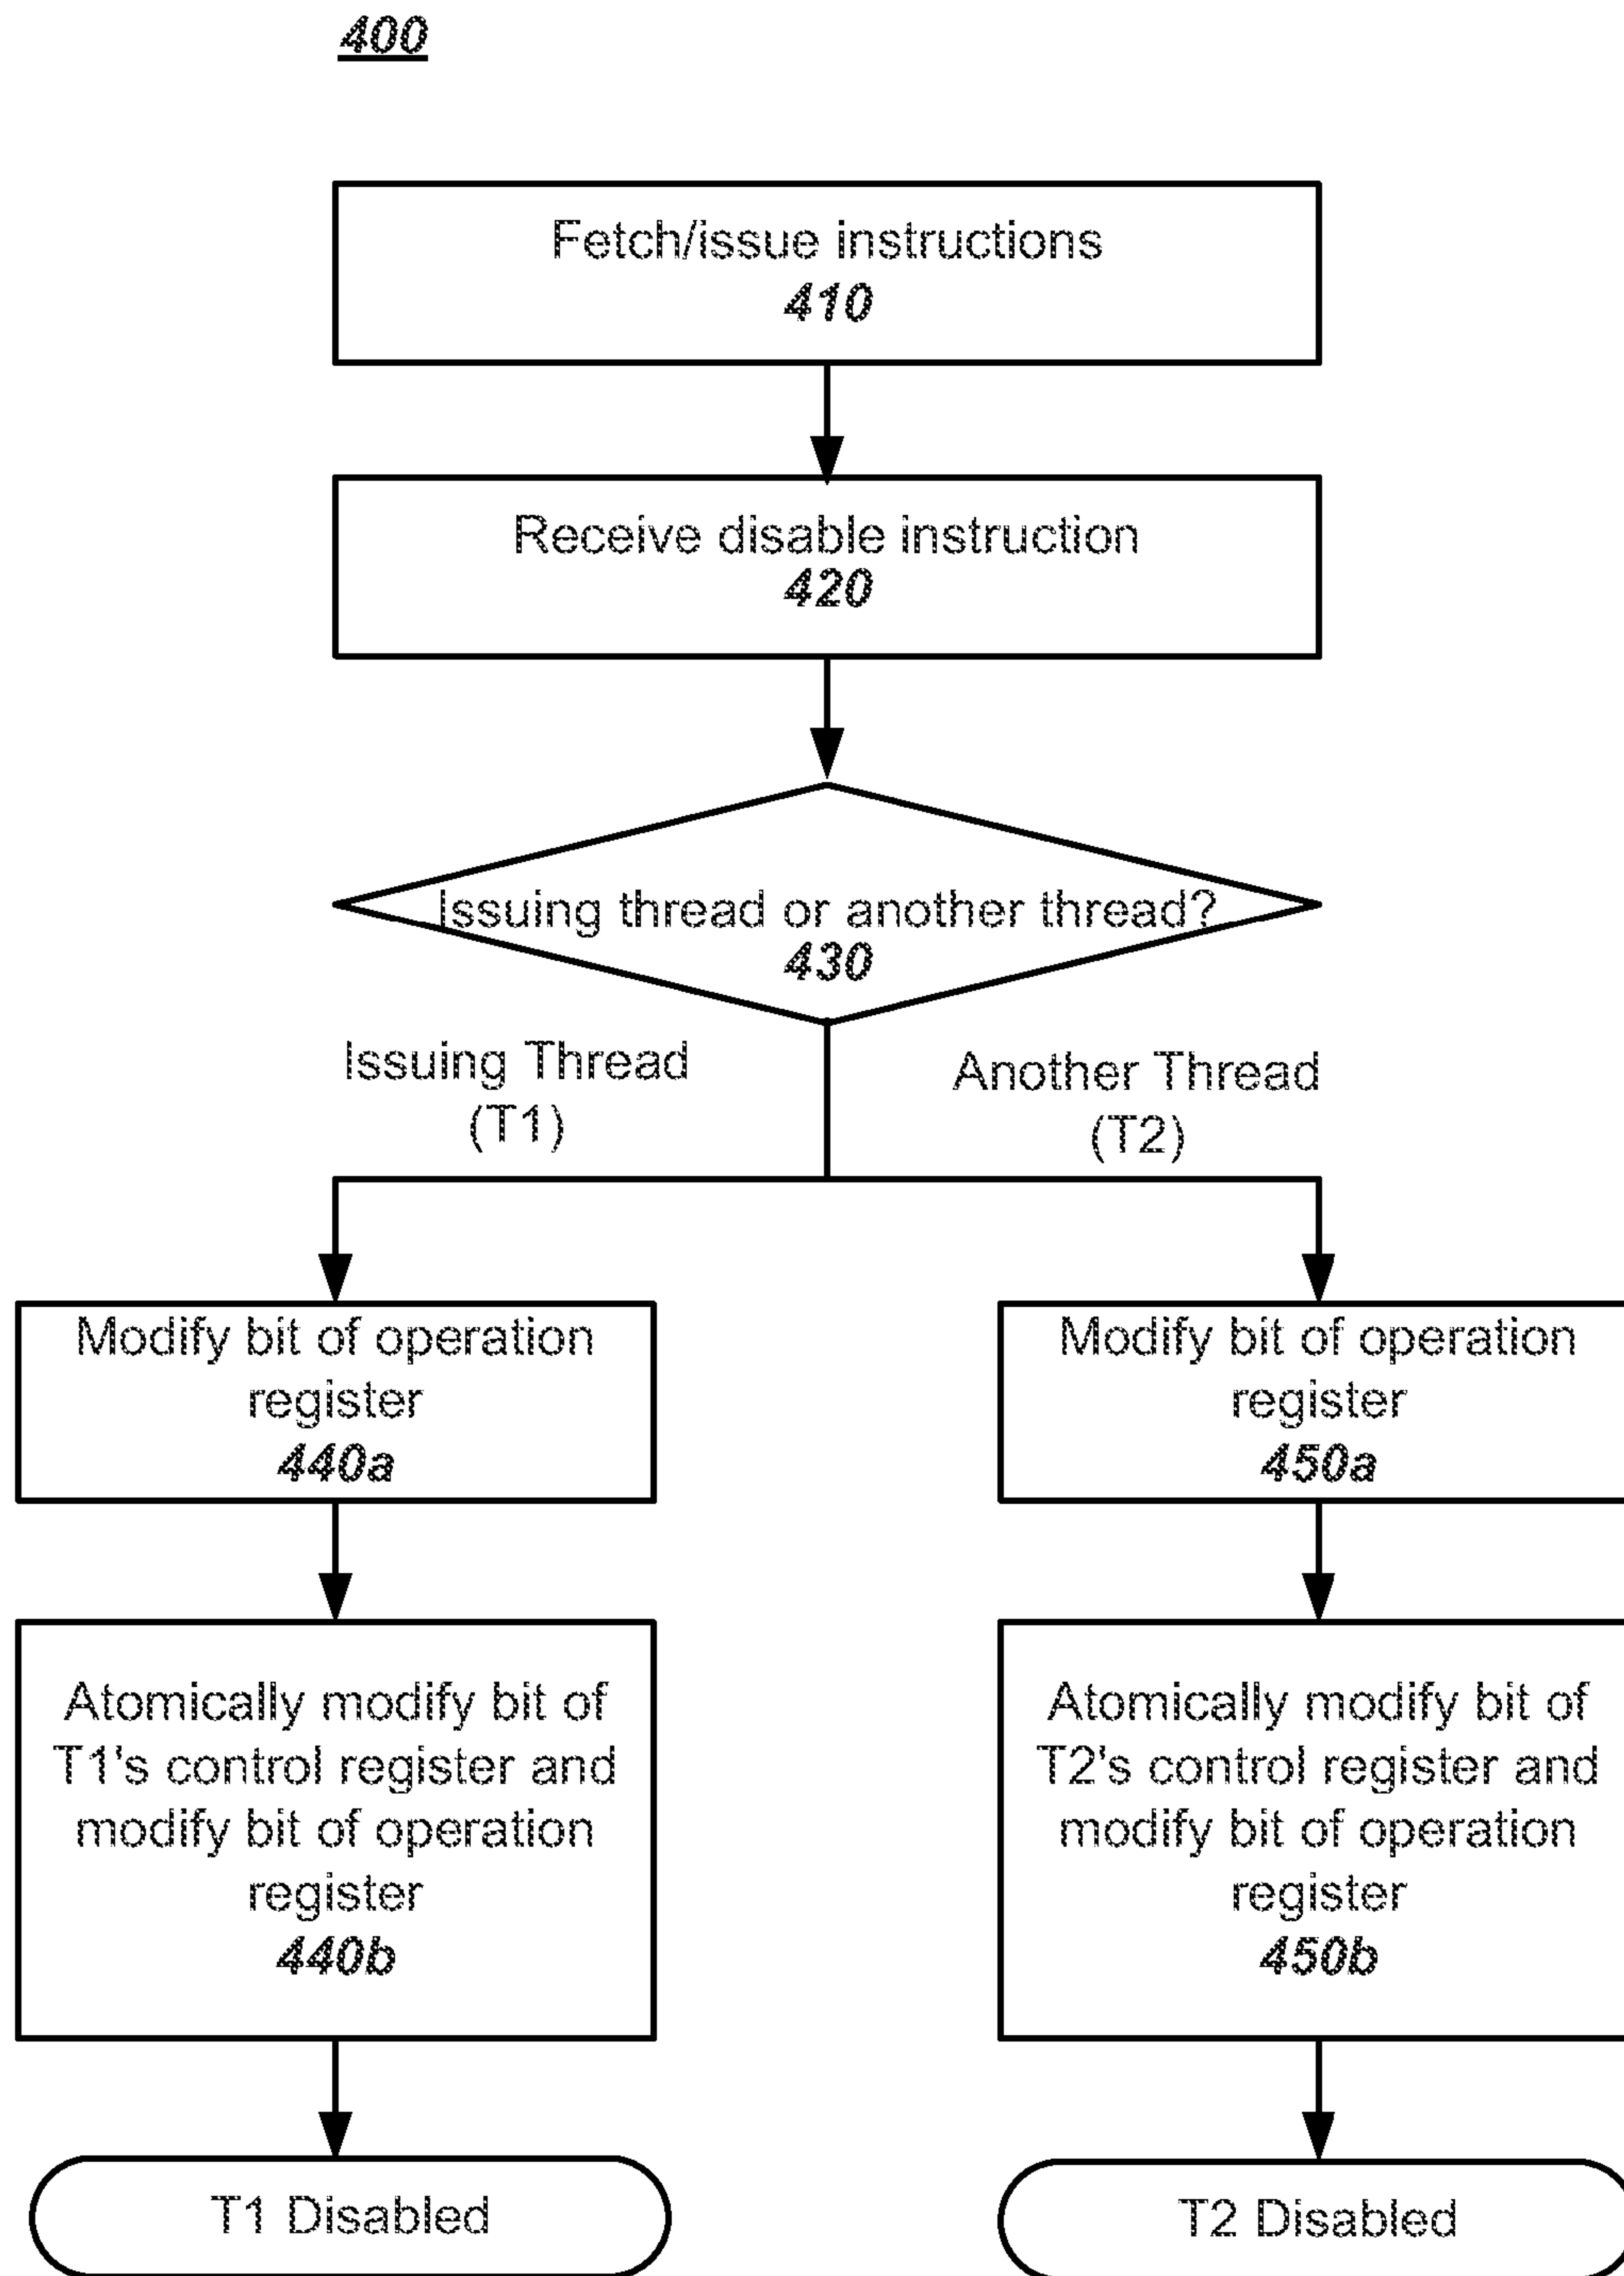 400
Fetch/issue instructions
410
Receive disable instruction
420
Issuing thread or another thread?
430
Issuing Thread
(T1)
Another Thread
(T2)
Modify bit of operation
register
440a
Modify bit of operation
register
450a
Atomically modify bit of
T1's control register and
modify bit of operation
register
440b
Atomically modify bit of
T2's control register and
modify bit of operation
register
450b
T1 Disabled
T2 Disabled